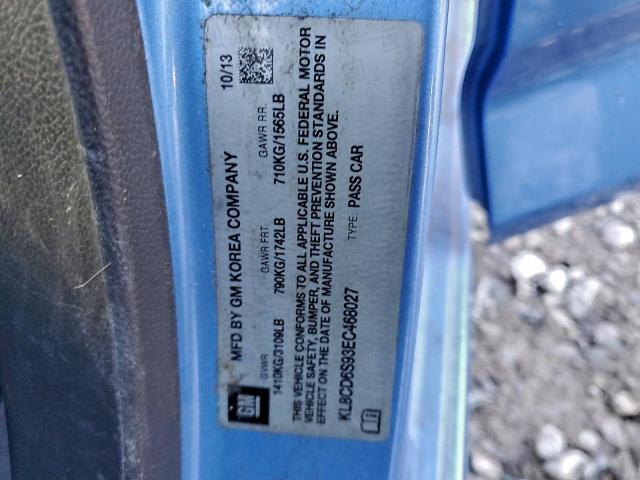 GM
MFD BY GM KOREA COMPANY 10/13
GVWR GAWR FRT. GAWR RR.
1410KG/3109LB 790KG/1742LB 710KG/1565LB
THIS VEHICLE CONFORMS TO ALL APPLICABLE U.S. FEDERAL MOTOR
VEHICLE SAFETY, BUMPER, AND THEFT PREVENTION STANDARDS IN
EFFECT ON THE DATE OF MANUFACTURE SHOWN ABOVE.
KL8CD6S93EC468027 TYPE: PASS CAR